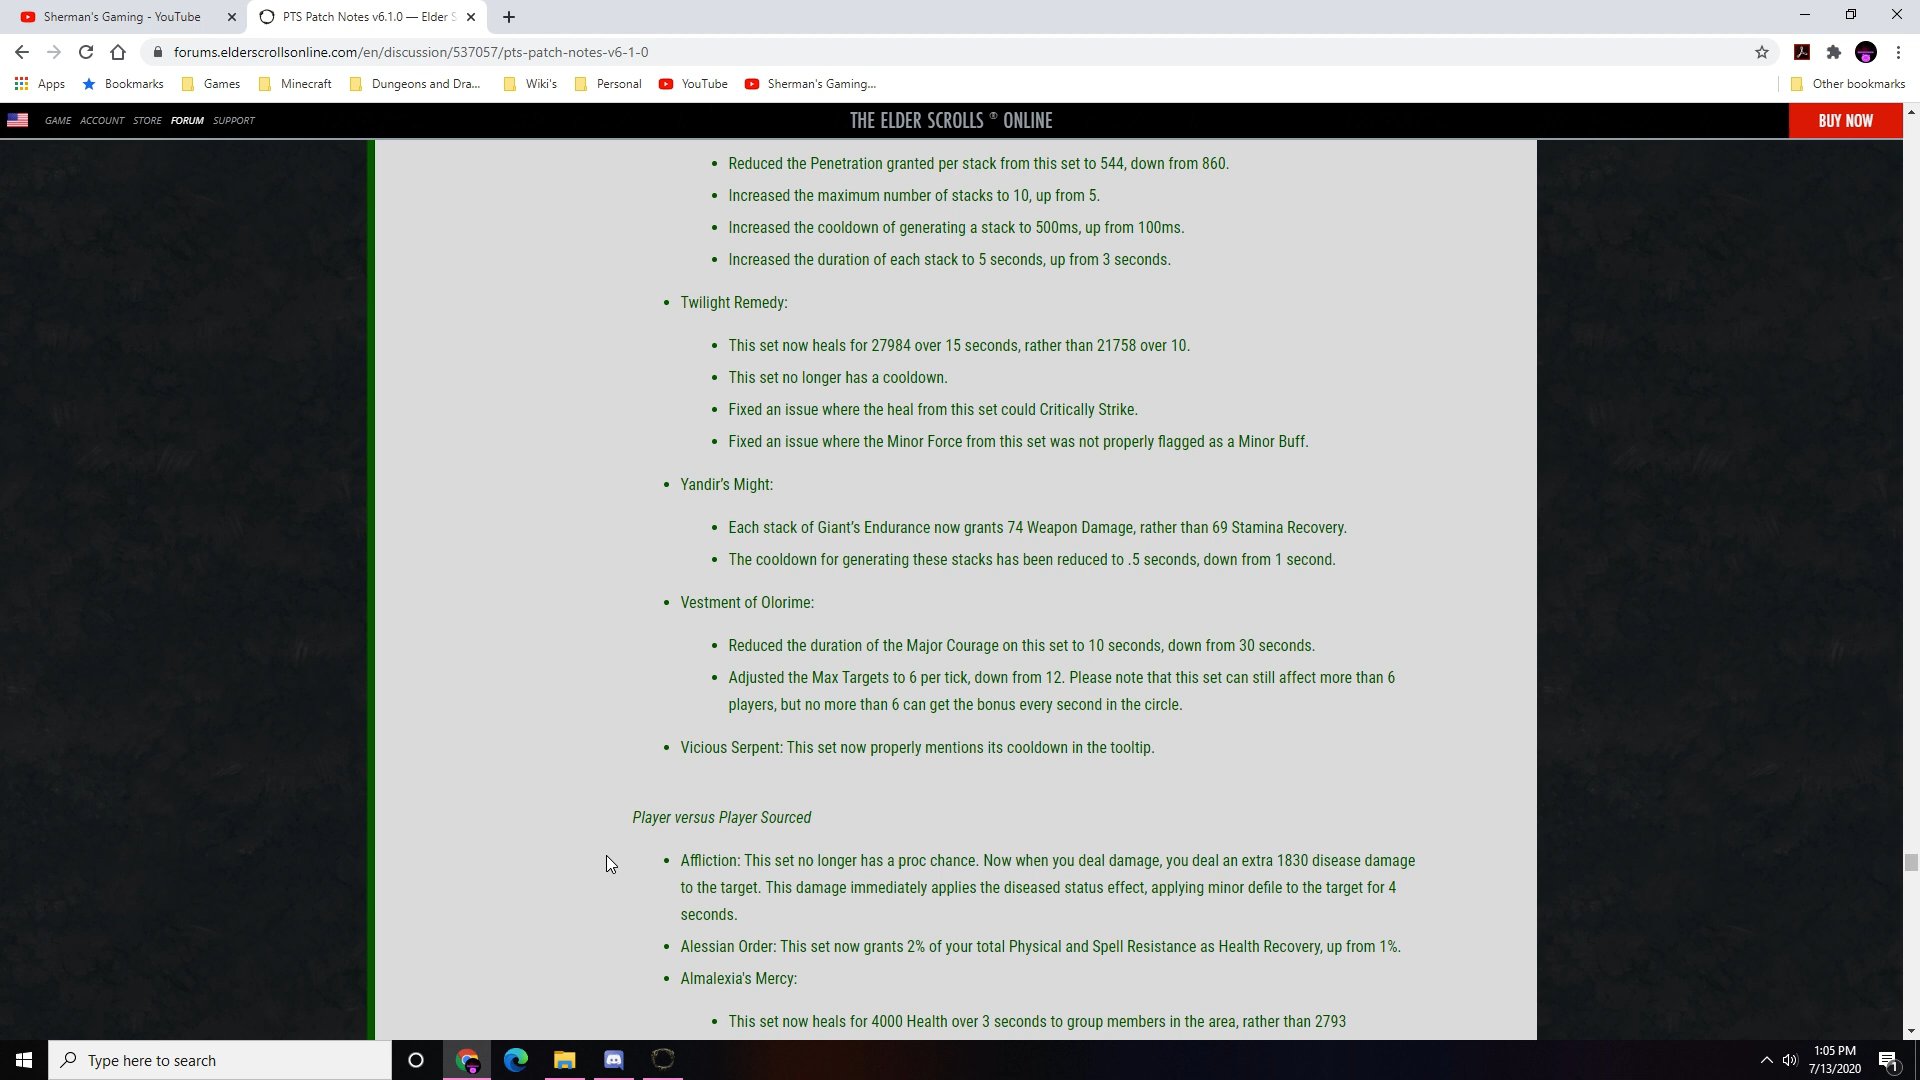 Sherman's Gaming - YouTube
PTS Patch Notes v6.1.0 — Elder S
forums.elderscrollsonline.com/en/discussion/537057/pts-patch-notes-v6-1-0
Apps Bookmarks Games Minecraft Dungeons and Dra... Wiki's Personal YouTube Sherman's Gaming... Other bookmarks
GAME ACCOUNT STORE FORUM SUPPORT THE ELDER SCROLLS ® ONLINE BUY NOW
• Reduced the Penetration granted per stack from this set to 544, down from 860.
• Increased the maximum number of stacks to 10, up from 5.
• Increased the cooldown of generating a stack to 500ms, up from 100ms.
• Increased the duration of each stack to 5 seconds, up from 3 seconds.
• Twilight Remedy:
• This set now heals for 27984 over 15 seconds, rather than 21758 over 10.
• This set no longer has a cooldown.
• Fixed an issue where the heal from this set could Critically Strike.
• Fixed an issue where the Minor Force from this set was not properly flagged as a Minor Buff.
• Yandir's Might:
• Each stack of Giant's Endurance now grants 74 Weapon Damage, rather than 69 Stamina Recovery.
• The cooldown for generating these stacks has been reduced to .5 seconds, down from 1 second.
• Vestment of Olorime:
• Reduced the duration of the Major Courage on this set to 10 seconds, down from 30 seconds.
• Adjusted the Max Targets to 6 per tick, down from 12. Please note that this set can still affect more than 6
players, but no more than 6 can get the bonus every second in the circle.
• Vicious Serpent: This set now properly mentions its cooldown in the tooltip.
Player versus Player Sourced
• Affliction: This set no longer has a proc chance. Now when you deal damage, you deal an extra 1830 disease damage
to the target. This damage immediately applies the diseased status effect, applying minor defile to the target for 4
seconds.
• Alessian Order: This set now grants 2% of your total Physical and Spell Resistance as Health Recovery, up from 1%.
• Almalexia's Mercy:
• This set now heals for 4000 Health over 3 seconds to group members in the area, rather than 2793
Type here to search
1:05 PM
7/13/2020
1